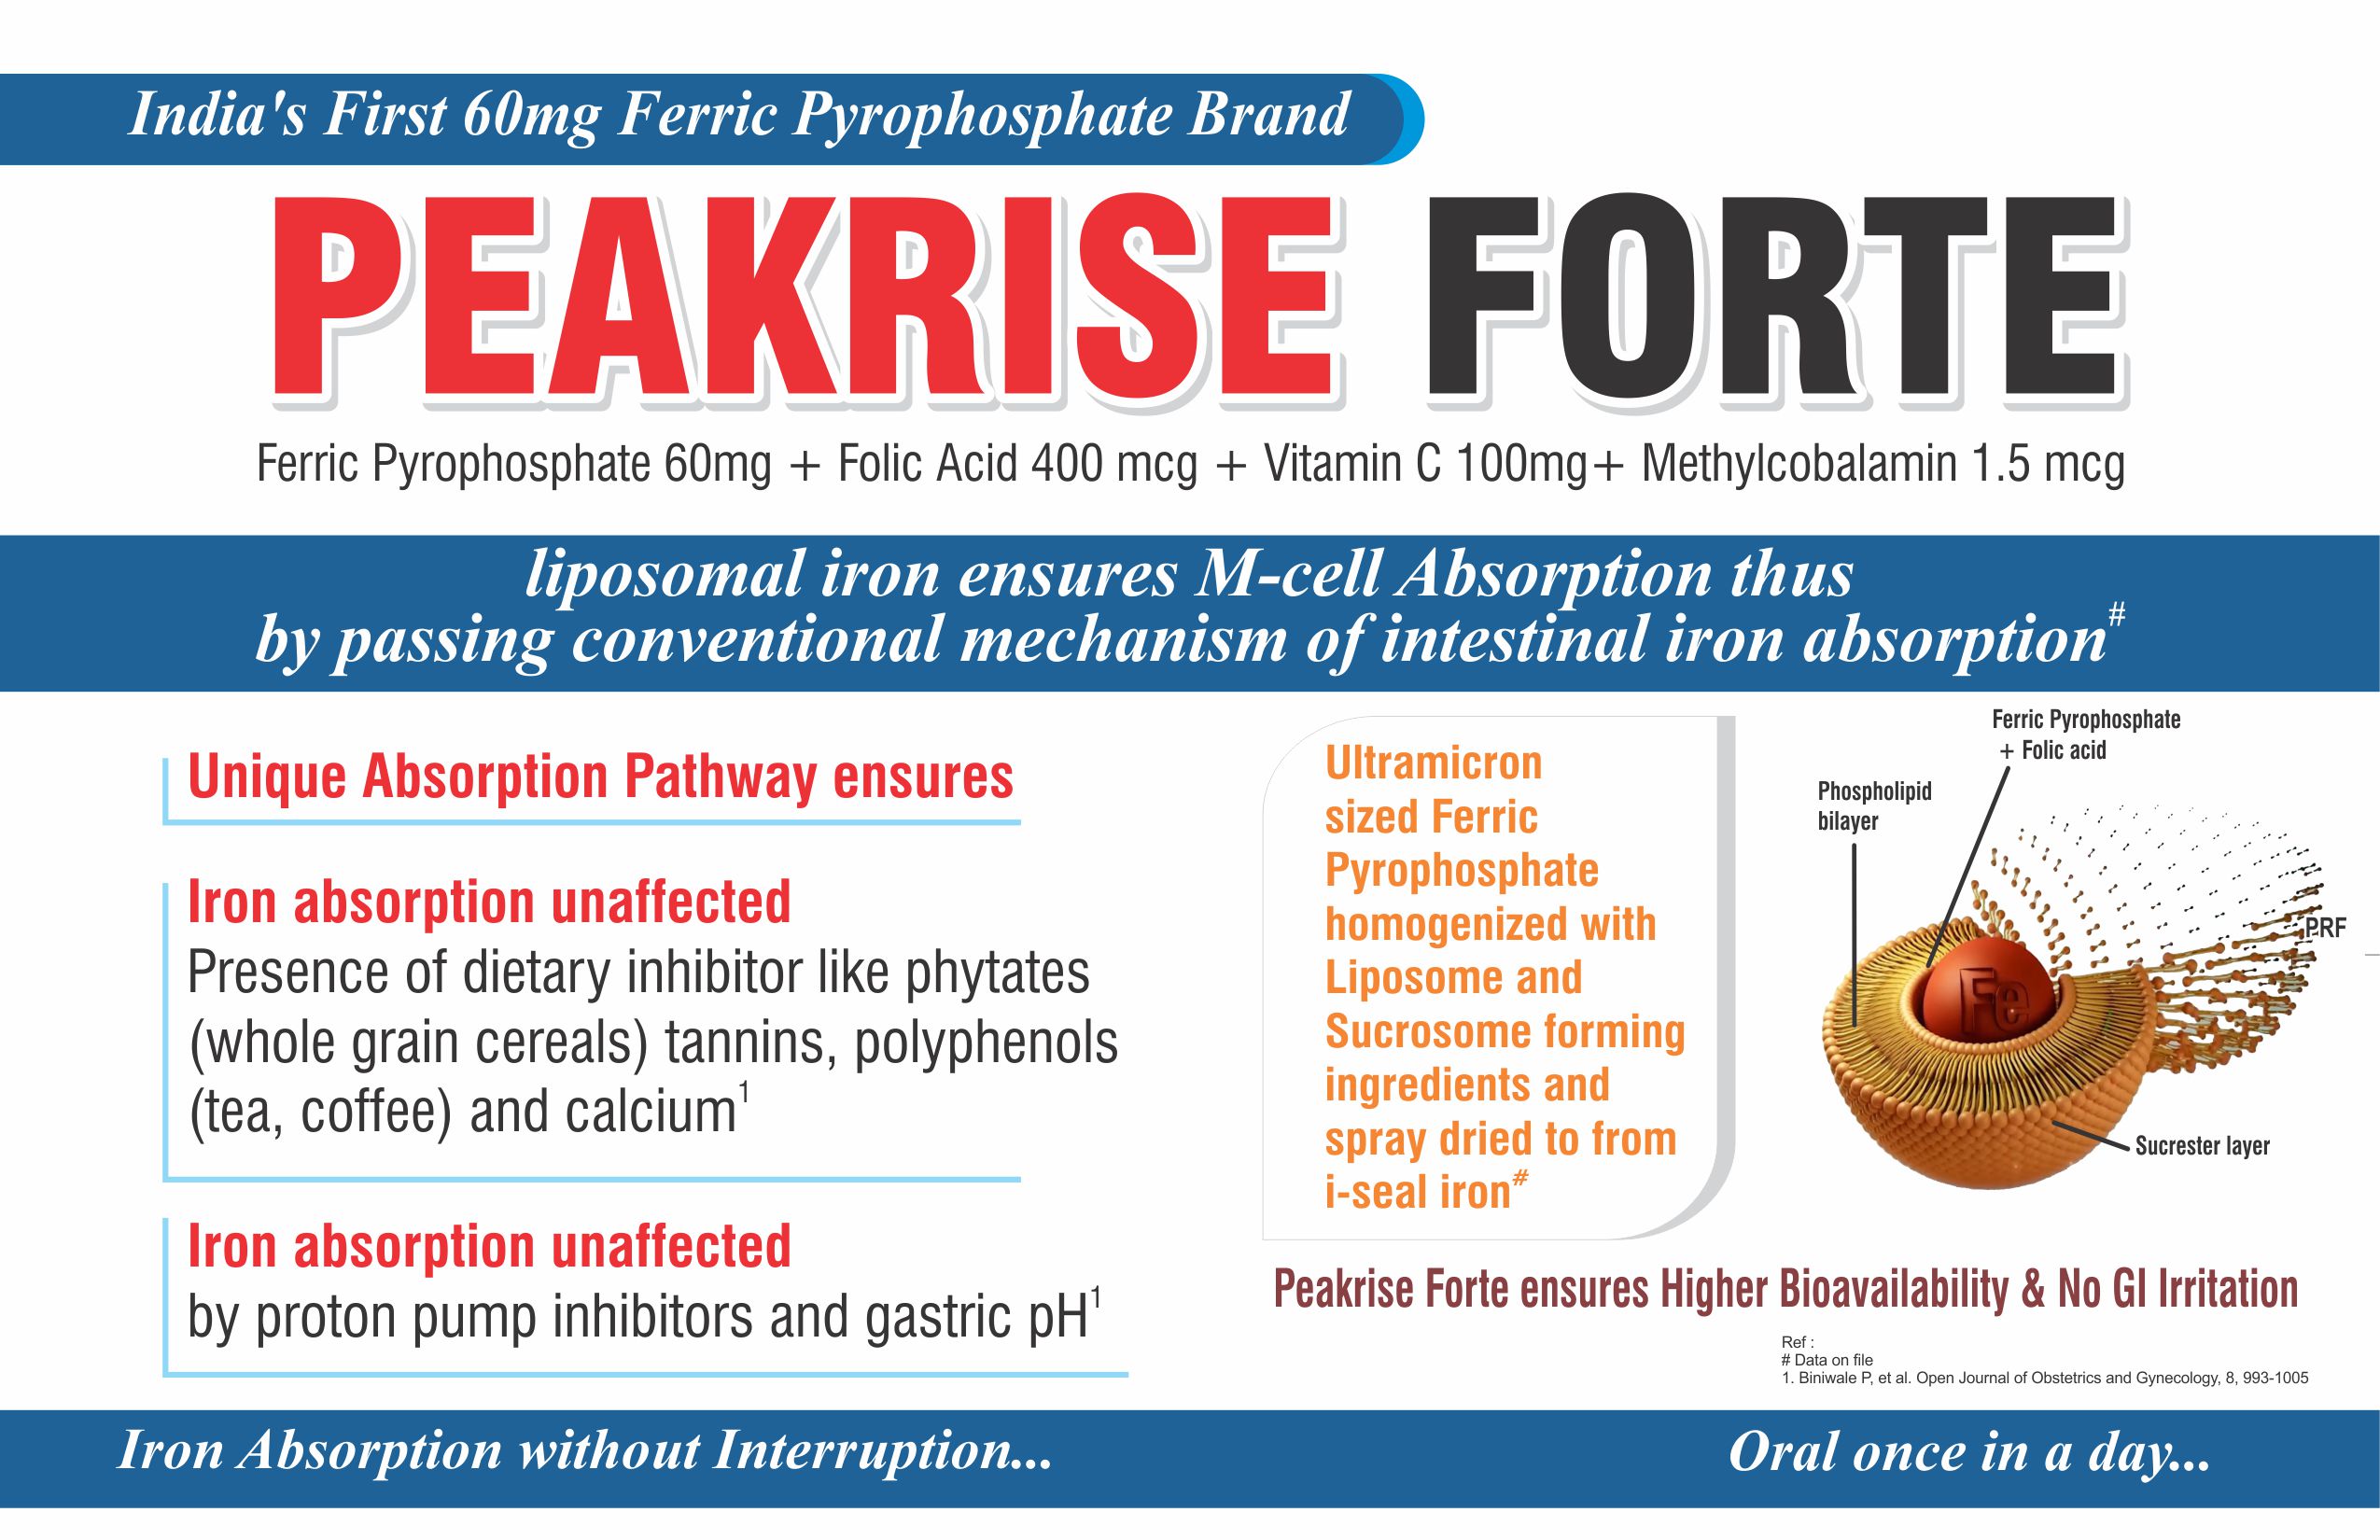 India's First 60mg Ferric Pyrophosphate Brand
PEAKRISE FORTE
Ferric Pyrophosphate 60mg + Folic Acid 400 mcg + Vitamin C 100mg+ Methylcobalamin 1.5 mcg
liposomal iron ensures M-cell Absorption thus
by passing conventional mechanism of intestinal iron absorption#
Unique Absorption Pathway ensures
Iron absorption unaffected
Presence of dietary inhibitor like phytates
(whole grain cereals) tannins, polyphenols
(tea, coffee) and calcium1
Iron absorption unaffected
by proton pump inhibitors and gastric pH1
Ultramicron
sized Ferric
Pyrophosphate
homogenized with
Liposome and
Sucrosome forming
ingredients and
spray dried to from
i-seal iron#
Ferric Pyrophosphate
+ Folic acid
Phospholipid
bilayer
PRF
Fe
Sucrester layer
Peakrise Forte ensures Higher Bioavailability & No GI Irritation
Ref :
# Data on file
1. Biniwale P, et al. Open Journal of Obstetrics and Gynecology, 8, 993-1005
Iron Absorption without Interruption...
Oral once in a day...